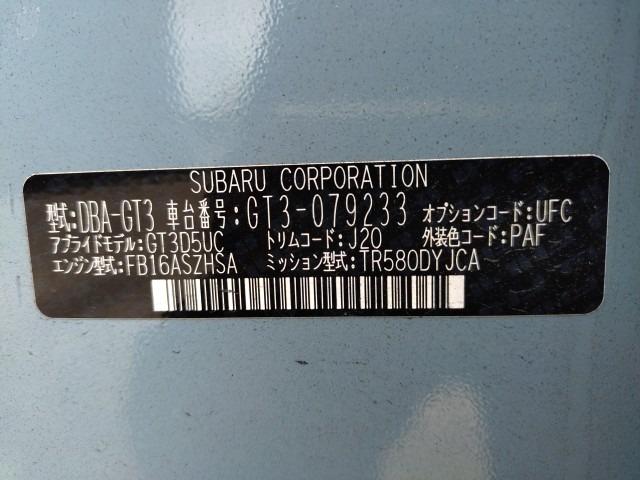 SUBARU CORPORATION
型式:DBA-GT3 車台番号:GT3-079233 オプションコード:UFC
アプライドモデル:GT3D5UC トリムコード:J20 外装色コード:PAF
エンジン型式:FB16ASZHSA ミッション型式:TR580DYJCA